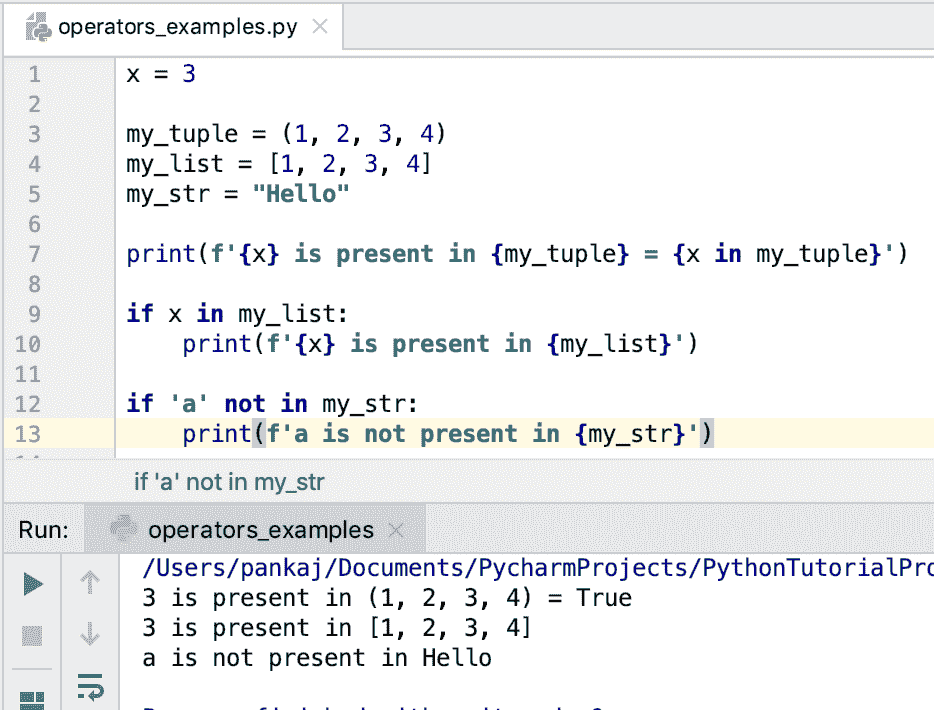 operators_examples.py
1 x = 3
2
3 my_tuple = (1, 2, 3, 4)
4 my_list = [1, 2, 3, 4]
5 my_str = "Hello"
6
7 print(f'{x} is present in {my_tuple} = {x in my_tuple}')
8
9 if x in my_list:
10     print(f'{x} is present in {my_list}')
11
12 if 'a' not in my_str:
13     print(f'a is not present in {my_str}')
if 'a' not in my_str
Run: operators_examples
/Users/pankaj/Documents/PycharmProjects/PythonTutorialPro
3 is present in (1, 2, 3, 4) = True
3 is present in [1, 2, 3, 4]
a is not present in Hello